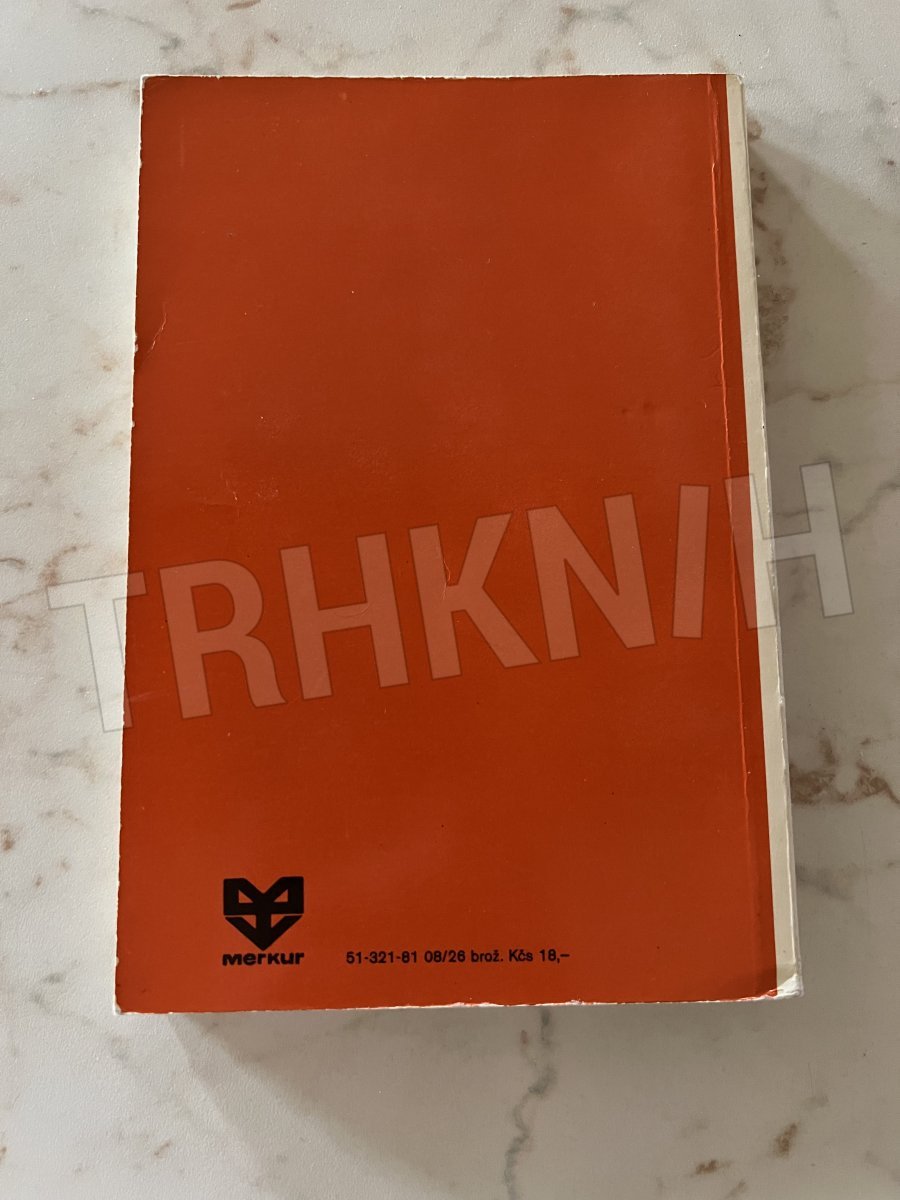 TRHKNIH
merkur
51-321-81 08/26 brož. Kčs 18,–